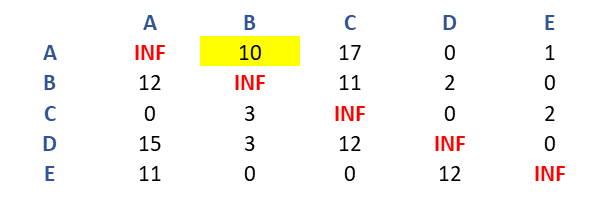 A B C D E
A INF 10 17 0 1
B 12 INF 11 2 0
C 0 3 INF 0 2
D 15 3 12 INF 0
E 11 0 0 12 INF